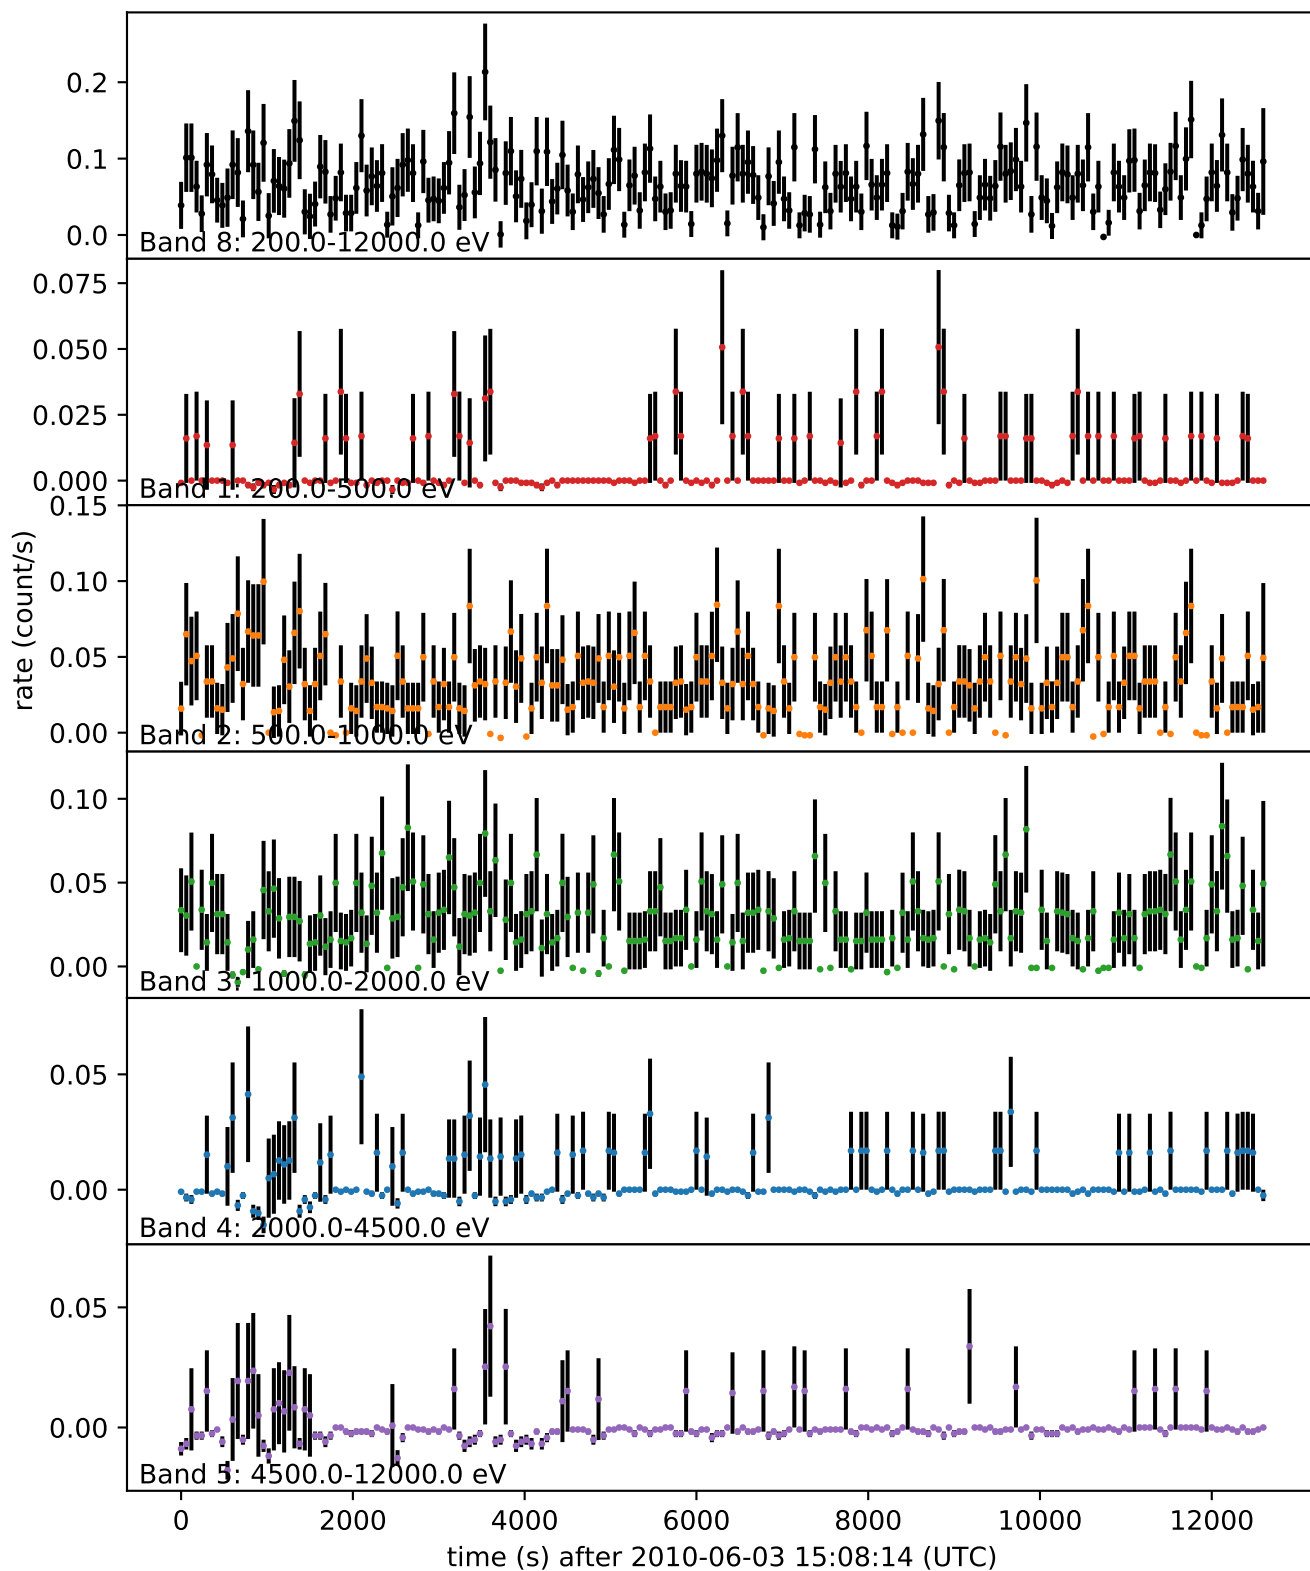 0.2
0.1
0.0
Band 8: 200.0-12000.0 eV
0.075
0.050
0.025
0.000
Band 1: 200.0-500.0 eV
0.15
0.10
0.05
0.00
Band 2: 500.0-1000.0 eV
rate (count/s)
0.10
0.05
0.00
Band 3: 1000.0-2000.0 eV
0.05
0.00
Band 4: 2000.0-4500.0 eV
0.05
0.00
Band 5: 4500.0-12000.0 eV
0 2000 4000 6000 8000 10000 12000
time (s) after 2010-06-03 15:08:14 (UTC)